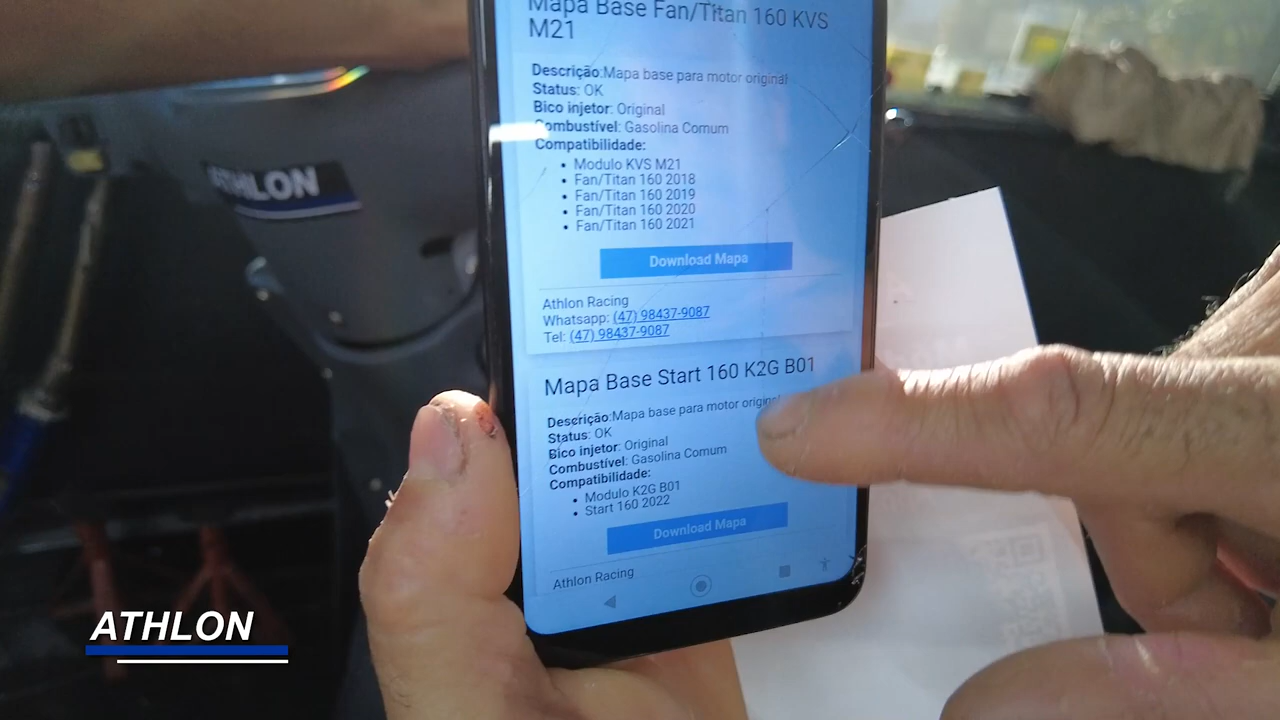 Mapa Base Fan/Titan 160 KVS
M21
Descrição:Mapa base para motor original
Status: OK
Bico injetor: Original
Combustível: Gasolina Comum
Compatibilidade:
• Modulo KVS M21
• Fan/Titan 160 2018
• Fan/Titan 160 2019
• Fan/Titan 160 2020
• Fan/Titan 160 2021
Download Mapa
Athlon Racing
Whatsapp: (47) 98437-9087
Tel: (47) 98437-9087
Mapa Base Start 160 K2G B01
Descrição:Mapa base para motor original
Status: OK
Bico injetor: Original
Combustível: Gasolina Comum
Compatibilidade:
• Modulo K2G B01
• Start 160 2022
Download Mapa
Athlon Racing
ATHLON
ATHLON